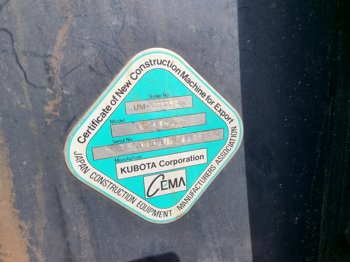 Certificate of New Construction Machine for Export
Sticker No.
Model
Serial No.
Manufacturer
KUBOTA Corporation
CEMA
JAPAN CONSTRUCTION EQUIPMENT MANUFACTURERS ASSOCIATION